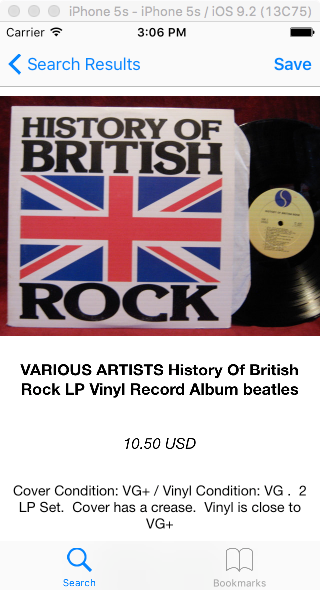 iPhone 5s - iPhone 5s / iOS 9.2 (13C75)
Carrier 3:06 PM
Search Results Save
HISTORY OF
BRITISH
ROCK
VARIOUS ARTISTS History Of British
Rock LP Vinyl Record Album beatles
10.50 USD
Cover Condition: VG+ / Vinyl Condition: VG . 2
LP Set. Cover has a crease. Vinyl is close to
VG+
Search Bookmarks